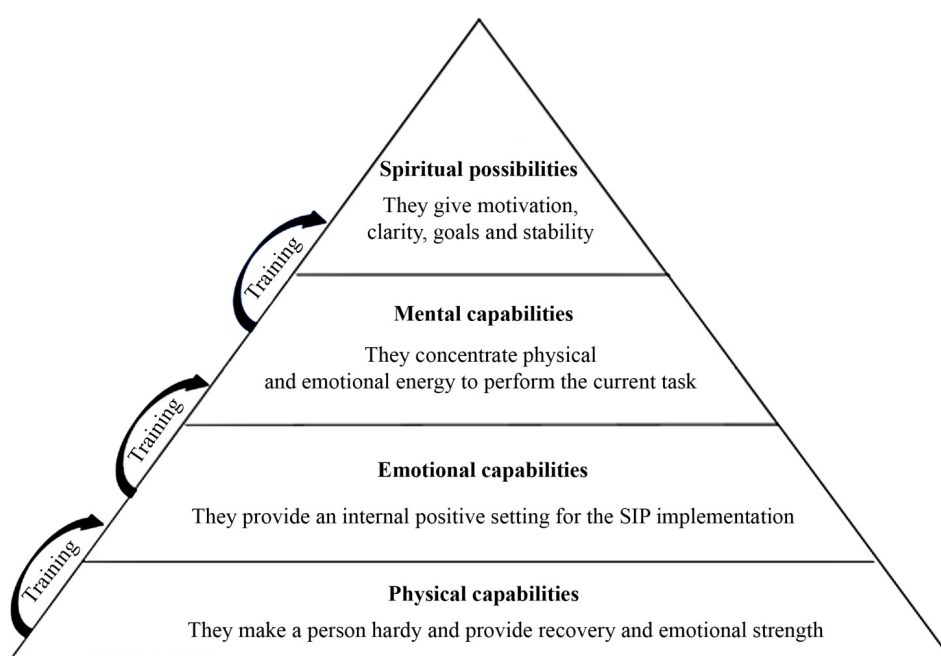 Spiritual possibilities
They give motivation,
clarity, goals and stability
Training
Mental capabilities
They concentrate physical
and emotional energy to perform the current task
Training
Emotional capabilities
They provide an internal positive setting for the SIP implementation
Training
Physical capabilities
They make a person hardy and provide recovery and emotional strength